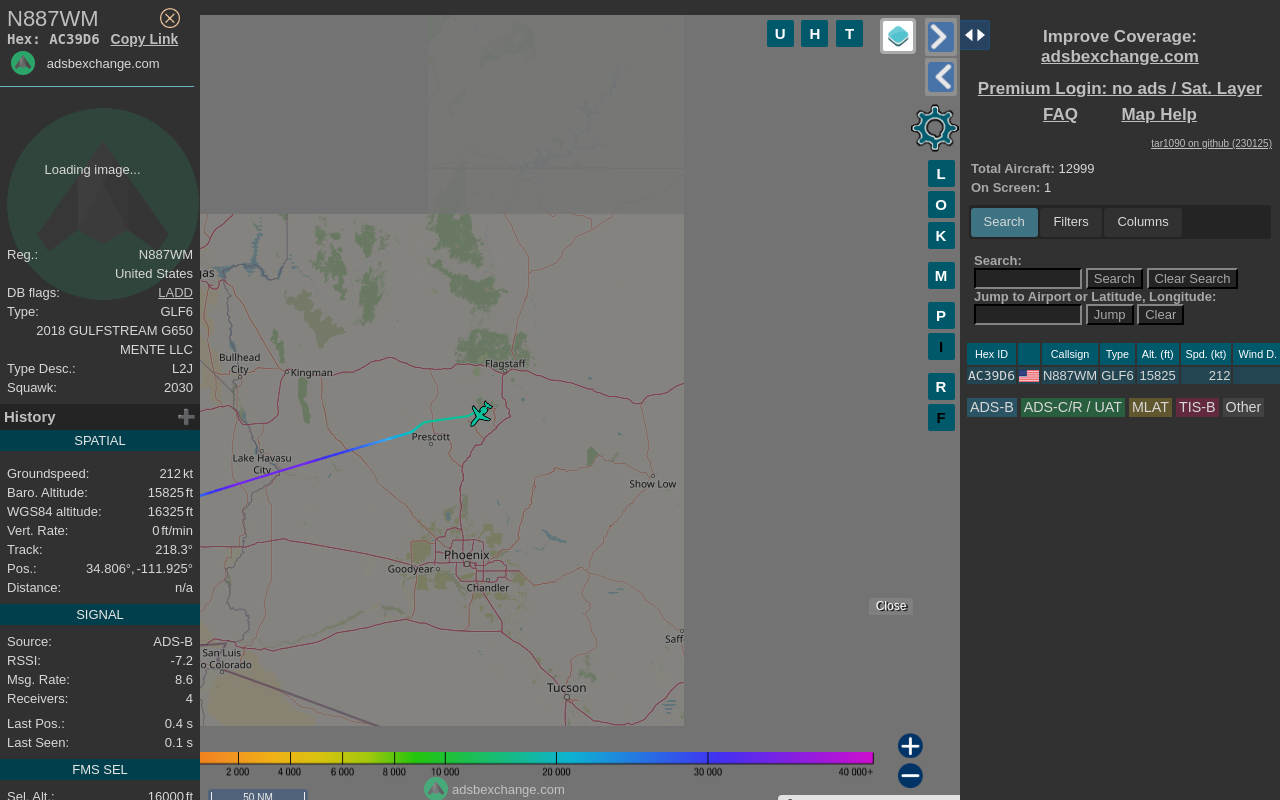 N887WM
Hex: AC39D6 Copy Link
adsbexchange.com
Loading image...
Reg.: N887WM
United States
DB flags: LADD
Type: GLF6
2018 GULFSTREAM G650
MENTE LLC
Type Desc.: L2J
Squawk: 2030
History
SPATIAL
Groundspeed: 212 kt
Baro. Altitude: 15825 ft
WGS84 altitude: 16325 ft
Vert. Rate: 0 ft/min
Track: 218.3°
Pos.: 34.806°, -111.925°
Distance: n/a
SIGNAL
Source: ADS-B
RSSI: -7.2
Msg. Rate: 8.6
Receivers: 4
Last Pos.: 0.4 s
Last Seen: 0.1 s
FMS SEL
Sel. Alt.: 16000 ft
U H T
gas
Bullhead
City
Kingman
Flagstaff
Prescott
Lake Havasu
City
Show Low
Phoenix
Goodyear
Chandler
San Luis
o Colorado
Saff
Tucson
L
O
K
M
P
I
R
F
Close
2 000 4 000 6 000 8 000 10 000 20 000 30 000 40 000+
adsbexchange.com
50 NM
Improve Coverage:
adsbexchange.com
Premium Login: no ads / Sat. Layer
FAQ Map Help
tar1090 on github (230125)
Total Aircraft: 12999
On Screen: 1
Search Filters Columns
Search:
Search Clear Search
Jump to Airport or Latitude, Longitude:
Jump Clear
Hex ID Callsign Type Alt. (ft) Spd. (kt) Wind D.
AC39D6 N887WM GLF6 15825 212
ADS-B ADS-C/R / UAT MLAT TIS-B Other